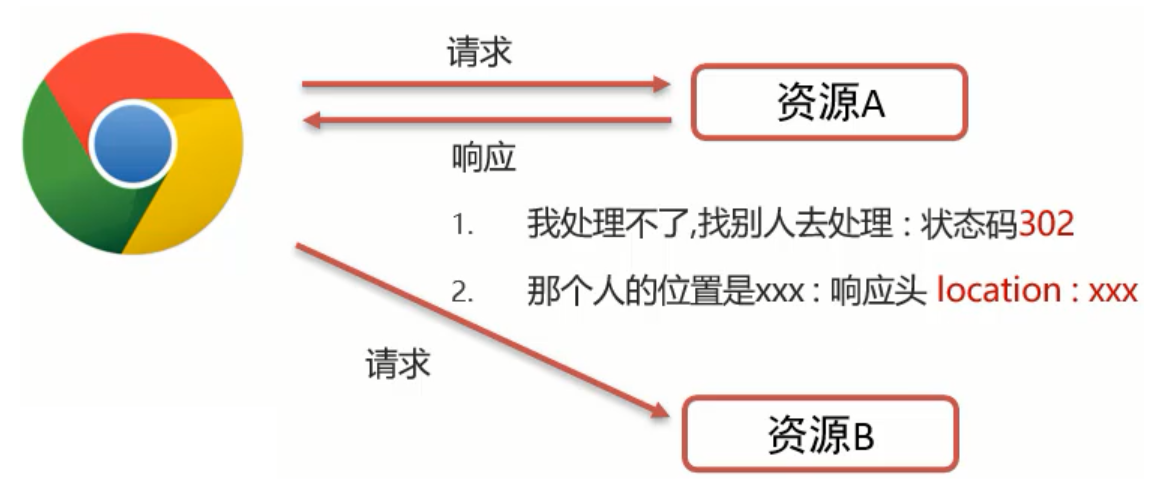 请求
资源A
响应
1. 我处理不了,找别人去处理：状态码302
2. 那个人的位置是xxx：响应头 location：xxx
请求
资源B